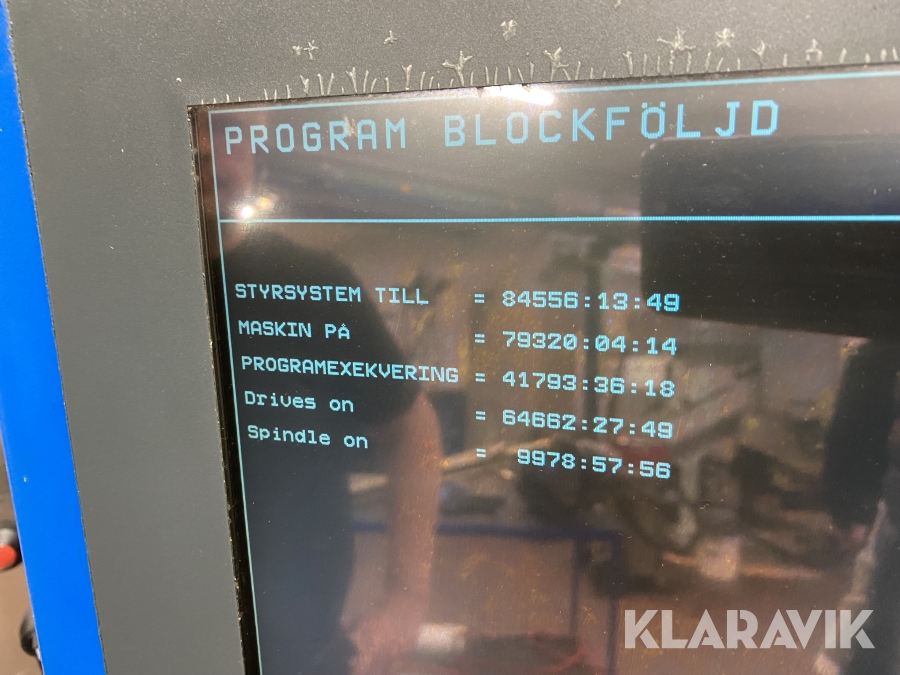 PROGRAM BLOCKFÖLJD
STYRSYSTEM TILL = 84556:13:49
MASKIN PÅ = 79320:04:14
PROGRAMEXEKVERING = 41793:36:18
Drives on = 64662:27:49
Spindle on = 9978:57:56
KLARAVIK